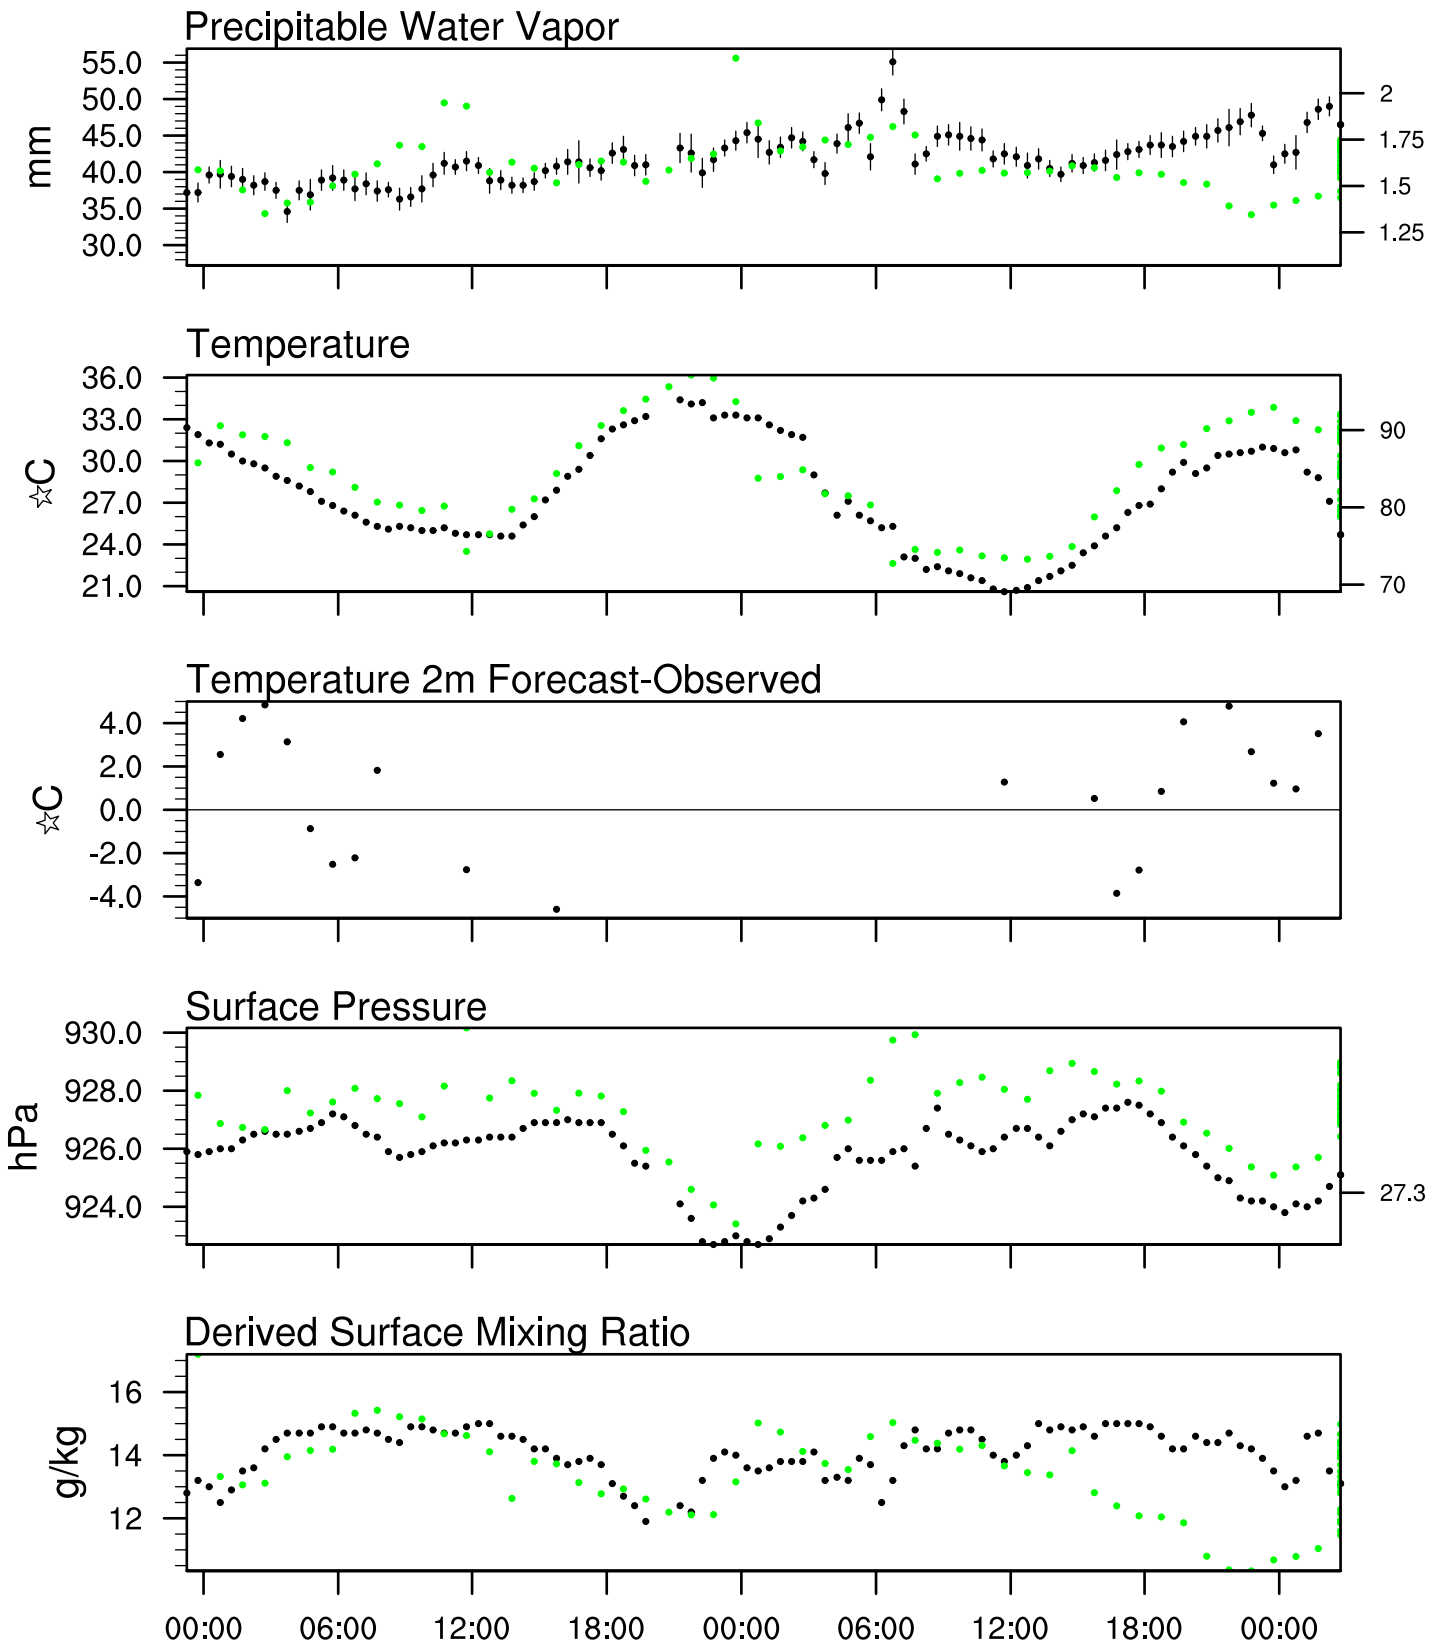 Precipitable Water Vapor
55.0
50.0
45.0
40.0
35.0
30.0
mm
2
1.75
1.5
1.25
Temperature
36.0
33.0
30.0
27.0
24.0
21.0
☆C
90
80
70
Temperature 2m Forecast-Observed
4.0
2.0
0.0
-2.0
-4.0
☆C
Surface Pressure
930.0
928.0
926.0
924.0
hPa
27.3
Derived Surface Mixing Ratio
16
14
12
g/kg
00:00 06:00 12:00 18:00 00:00 06:00 12:00 18:00 00:00